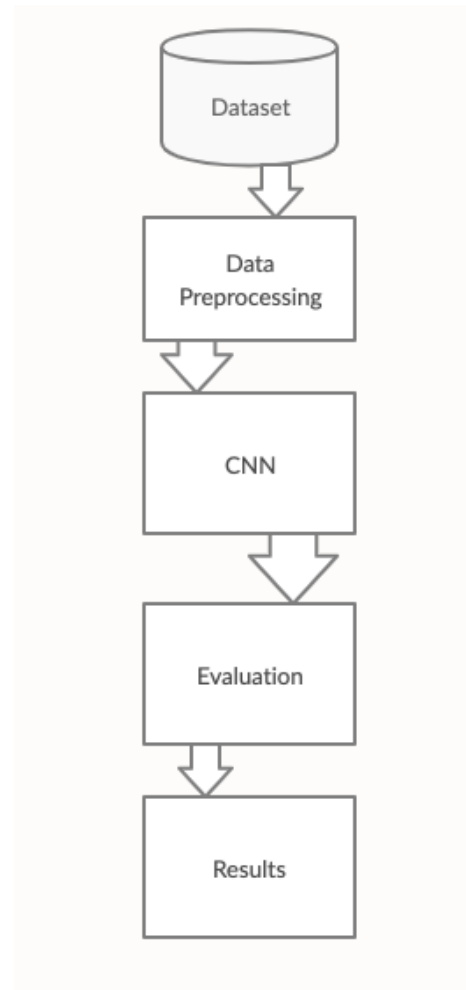 Dataset
Data
Preprocessing
CNN
Evaluation
Results